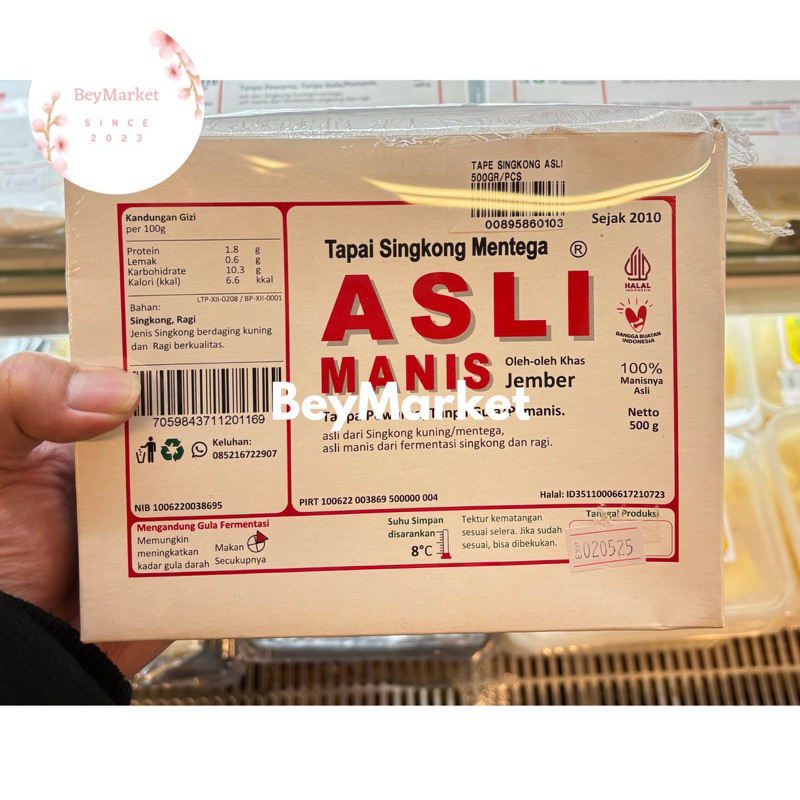 BeyMarket
SINCE
2023
TAPE SINGKONG ASLI
500GR/PCS
00895860103
Sejak 2010
Kandungan Gizi
per 100g
Protein 1.8 g
Lemak 0.6 g
Karbohidrate 10.3 g
Kalori (kkal) 6.6 kkal
LTP-XII-0208 / BP-XII-0001
Bahan:
Singkong, Ragi
Jenis Singkong berdaging kuning
dan Ragi berkualitas.
7059843711201169
Keluhan:
085216722907
NIB 1006220038695
Tapai Singkong Mentega ®
ASLI
MANIS
Oleh-oleh Khas
Jember
BeyMarket
Tanpa Pewarna, Tanpa Gula/Pemanis.
asli dari Singkong kuning/mentega,
asli manis dari fermentasi singkong dan ragi.
HALAL
INDONESIA
BANGGA BUATAN
INDONESIA
100%
Manisnya
Asli
Netto
500 g
PIRT 100622 003869 500000 004
Halal: ID35110006617210723
Mengandung Gula Fermentasi
Memungkin
meningkatkan
kadar gula darah
Makan
Secukupnya
Suhu Simpan
disarankan
8°C
Tektur kematangan
sesuai selera. Jika sudah
sesuai, bisa dibekukan.
Tanggal Produksi
EXP 020525